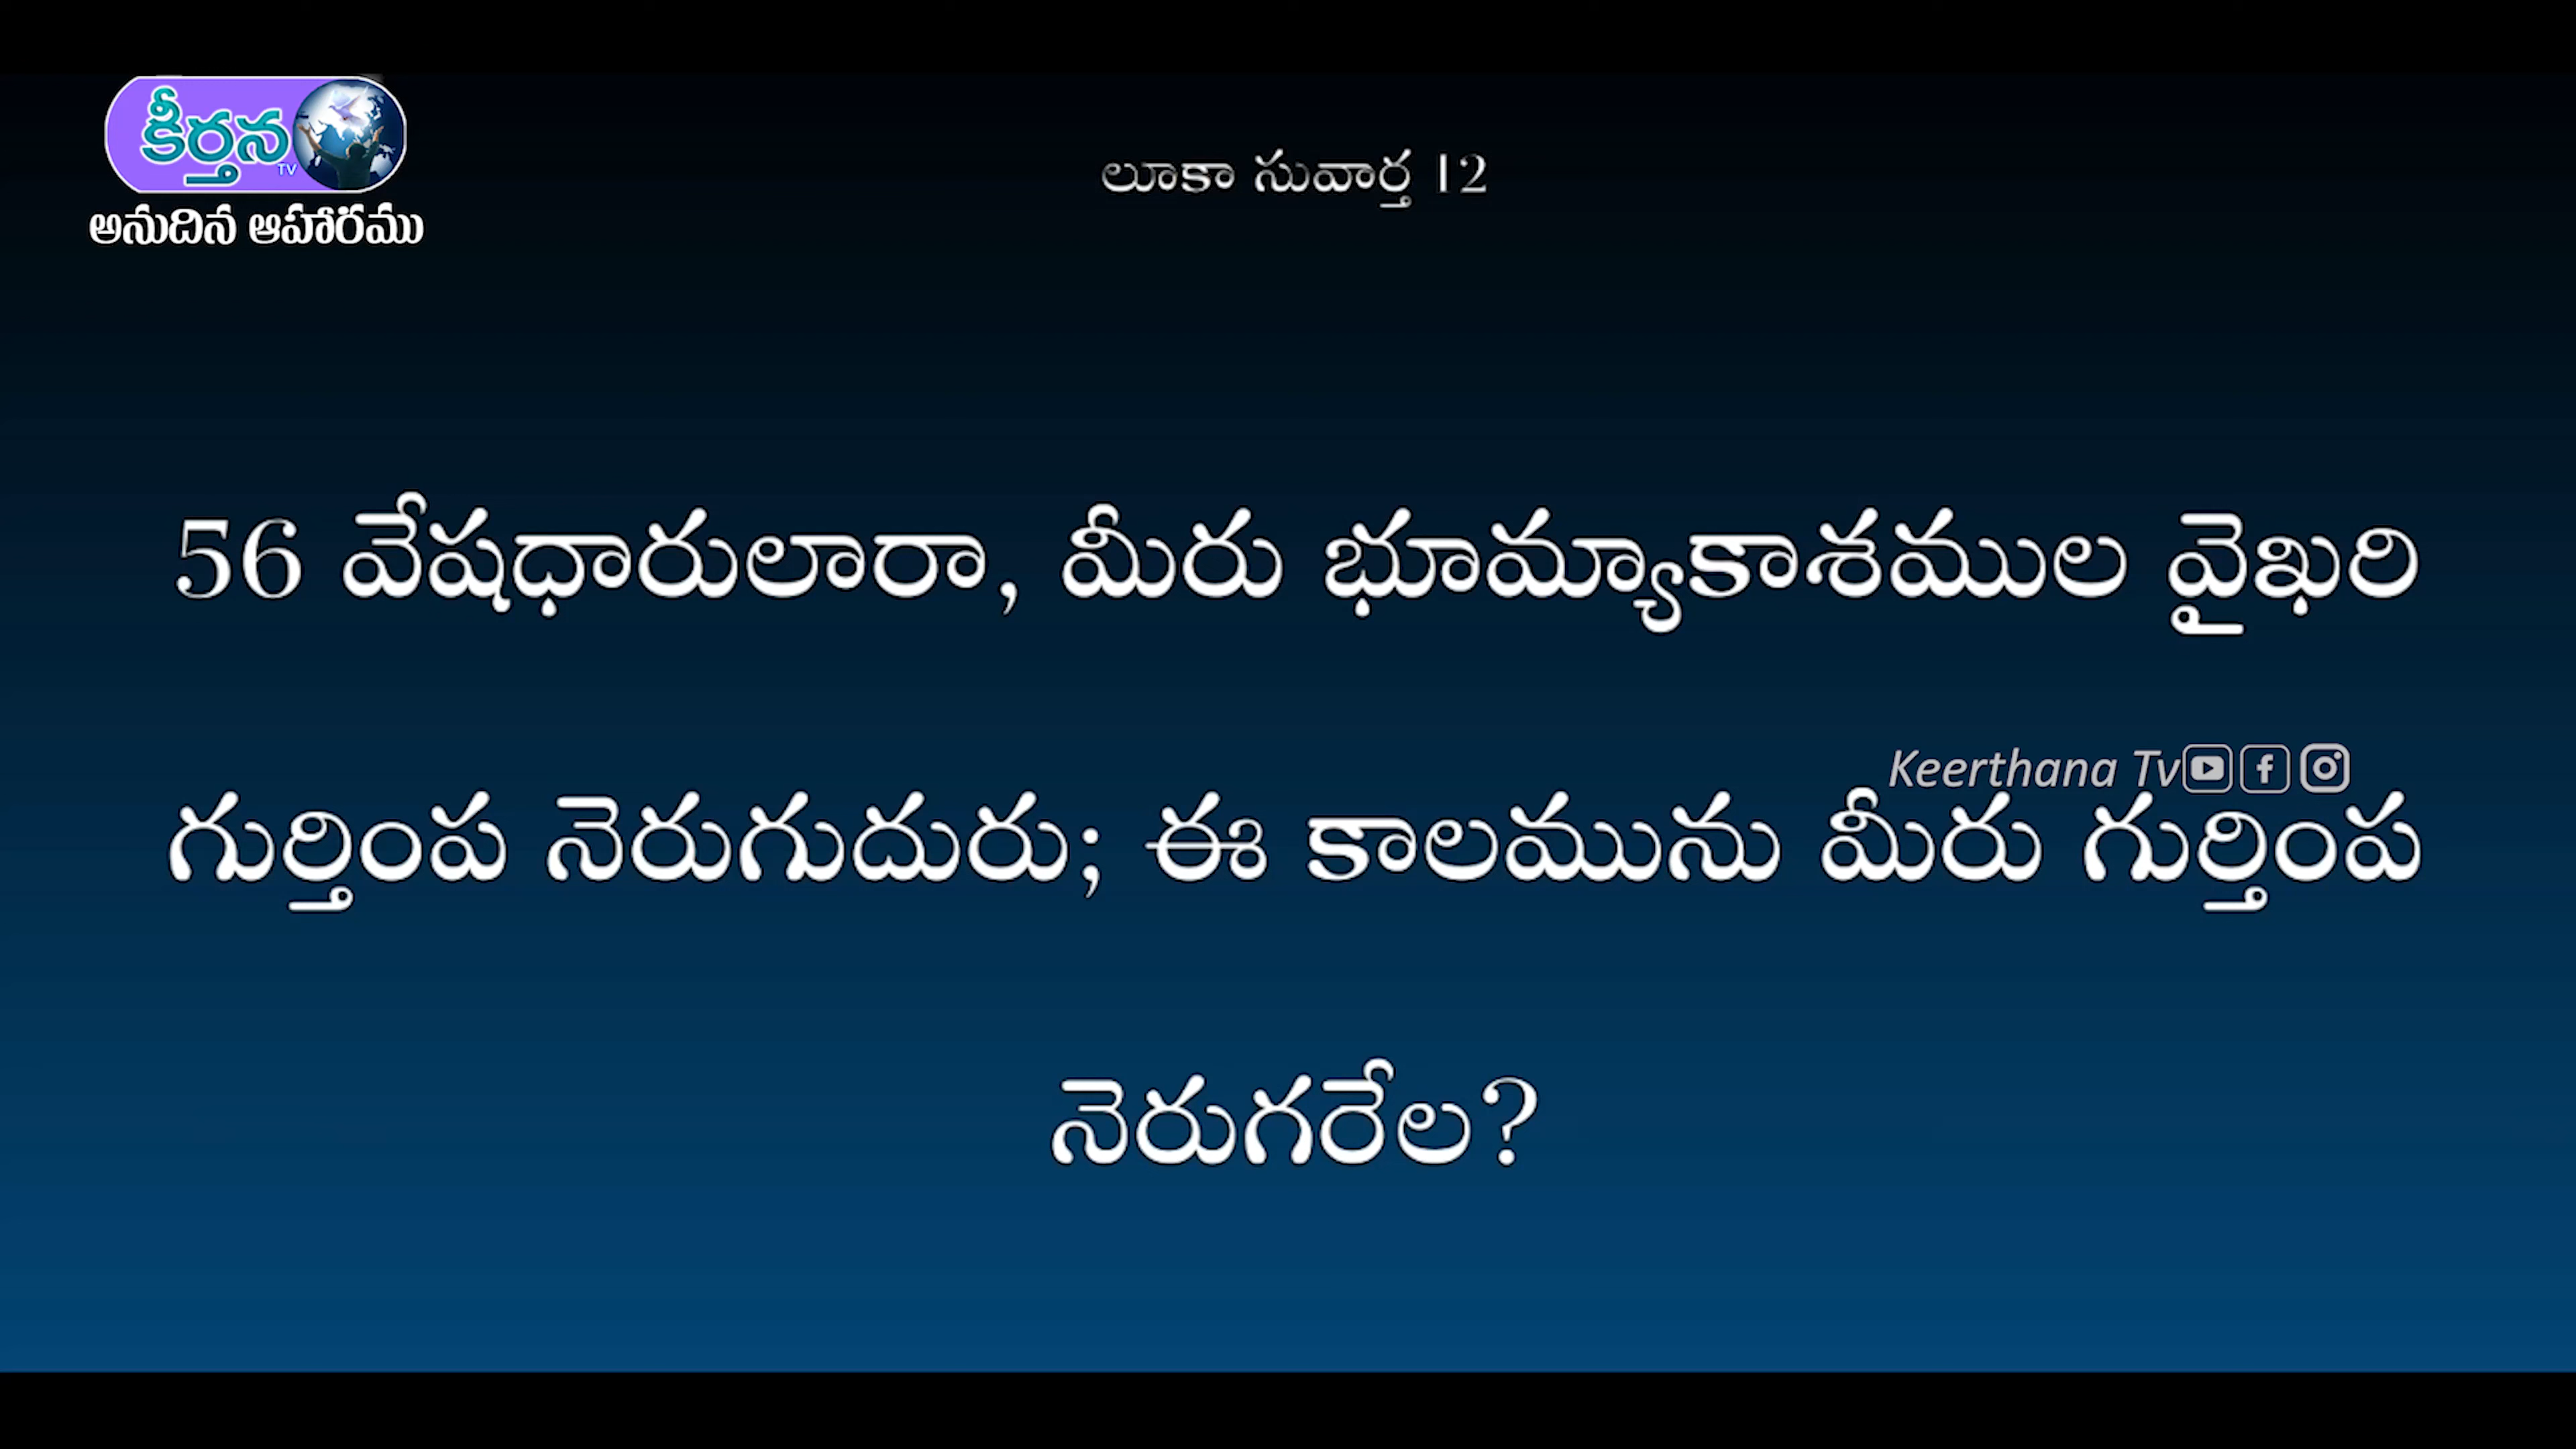 కీర్తన
TV
అనుదిన ఆహారము
లూకా సువార్త 12
56 వేషధారులారా, మీరు భూమ్యాకాశముల వైఖరి
Keerthana Tv
గుర్తింప నెరుగుదురు; ఈ కాలమును మీరు గుర్తింప
నెరుగరేల?